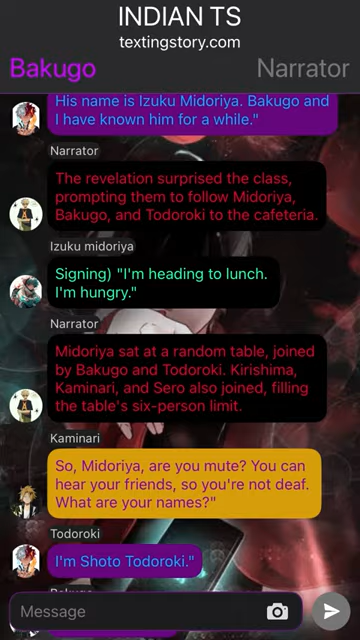 INDIAN TS
textingstory.com
Bakugo
Narrator
His name is Izuku Midoriya. Bakugo and
I have known him for a while."
Narrator
The revelation surprised the class,
prompting them to follow Midoriya,
Bakugo, and Todoroki to the cafeteria.
Izuku midoriya
Signing) "I'm heading to lunch.
I'm hungry."
Narrator
Midoriya sat at a random table, joined
by Bakugo and Todoroki. Kirishima,
Kaminari, and Sero also joined, filling
the table's six-person limit.
Kaminari
So, Midoriya, are you mute? You can
hear your friends, so you're not deaf.
What are your names?"
Todoroki
I'm Shoto Todoroki."
Bakugo
Message